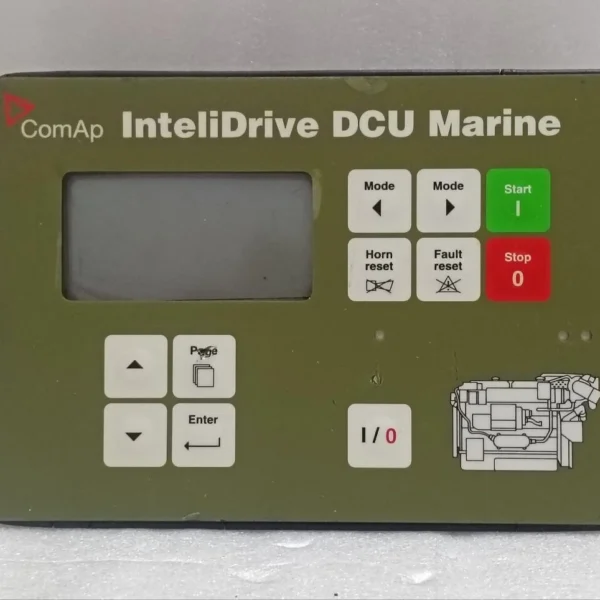 ComAp InteliDrive DCU Marine
Mode Mode Start
I
Horn reset
Fault reset
Stop
0
Page
Enter
I / 0